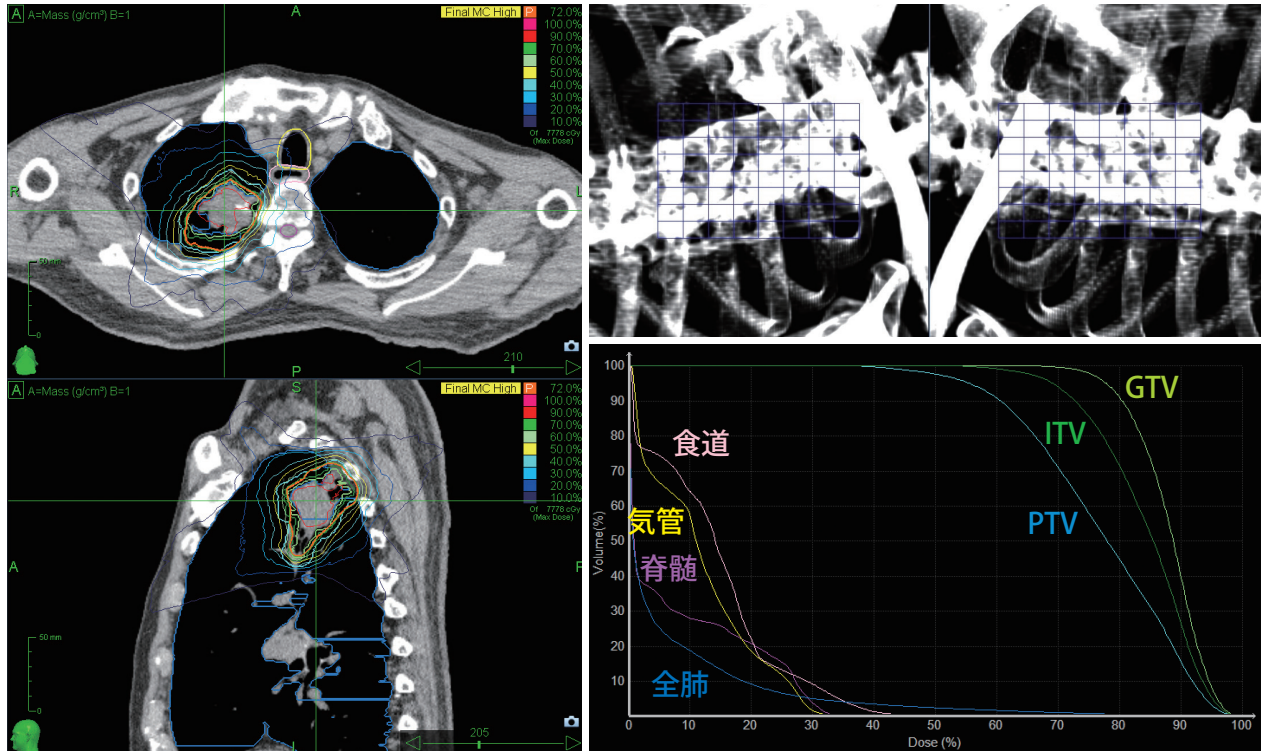 A
A=Mass (g/cm³) B=1
A
Final MC High
P 72.0%
100.0%
90.0%
70.0%
60.0%
50.0%
40.0%
30.0%
20.0%
10.0%
Of 7778 cGy
(Max Dose)
R
L
50 mm
0
P
210
A
A=Mass (g/cm³) B=1
S
Final MC High
P 72.0%
100.0%
90.0%
70.0%
60.0%
50.0%
40.0%
30.0%
20.0%
10.0%
Of 7778 cGy
(Max Dose)
A
P
50 mm
0
I
205
Volume(%)
100
90
80
70
60
50
40
30
20
10
GTV
ITV
PTV
食道
気管
脊髄
全肺
0
10
20
30
40
50
60
70
80
90
100
Dose (%)